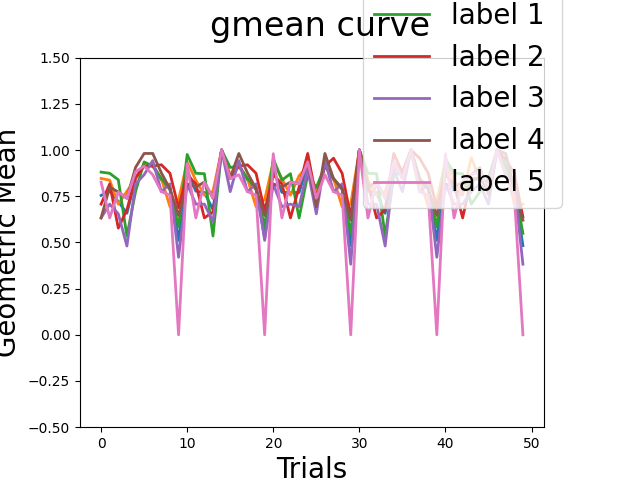 gmean curve
label 1
label 2
label 3
label 4
label 5
Geometric Mean
1.50
1.25
1.00
0.75
0.50
0.25
0.00
−0.25
−0.50
0
10
20
30
40
50
Trials